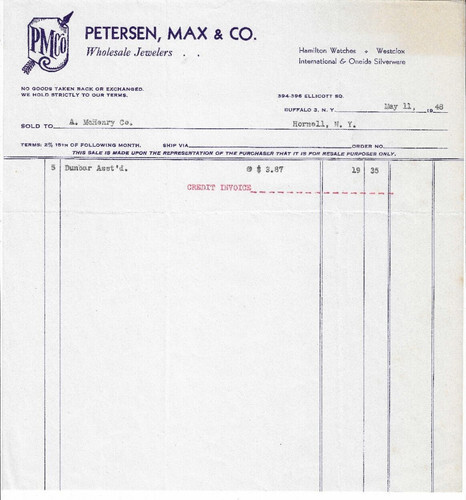 PMCo
PETERSEN, MAX & CO.
Wholesale Jewelers . .
Hamilton Watches • Westclox
International & Oneida Silverware
NO GOODS TAKEN BACK OR EXCHANGED.
WE HOLD STRICTLY TO OUR TERMS.
394-396 ELLICOTT SQ.
BUFFALO 3, N. Y. May 11, 1948
SOLD TO A. McHenry Co. Hornell, N. Y.
TERMS: 2% 15TH OF FOLLOWING MONTH. SHIP VIA ORDER NO.
THIS SALE IS MADE UPON THE REPRESENTATION OF THE PURCHASER THAT IT IS FOR RESALE PURPOSES ONLY.
5 Dunbar Asst'd. @ $ 3.87 19 35
CREDIT INVOICE